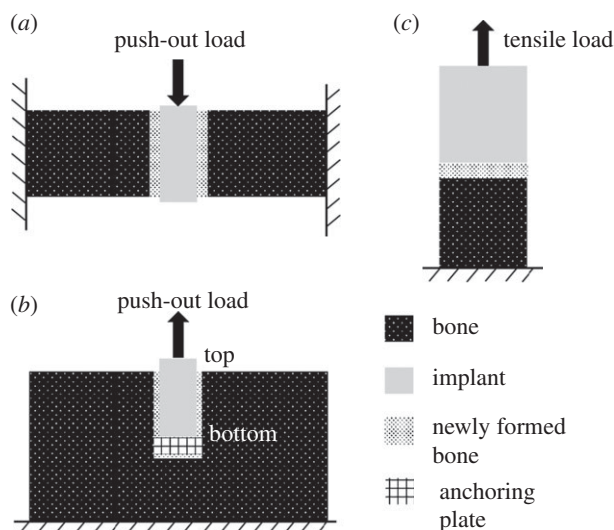 (a)
push-out load
(b)
push-out load
top
bottom
(c)
tensile load
bone
implant
newly formed
bone
anchoring
plate